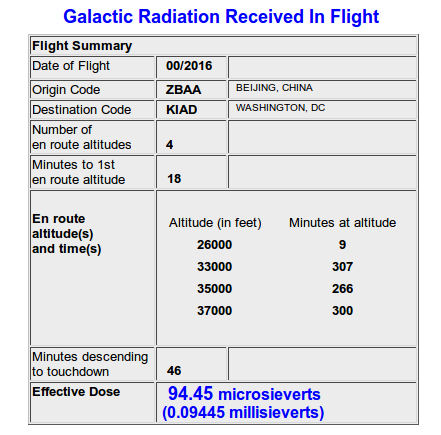 Galactic Radiation Received In Flight
Flight Summary
Date of Flight 00/2016
Origin Code ZBAA BEIJING, CHINA
Destination Code KIAD WASHINGTON, DC
Number of
en route altitudes 4
Minutes to 1st
en route altitude 18
En route
altitude(s)
and time(s)
Altitude (in feet) Minutes at altitude
26000 9
33000 307
35000 266
37000 300
Minutes descending
to touchdown 46
Effective Dose 94.45 microsieverts
(0.09445 millisieverts)